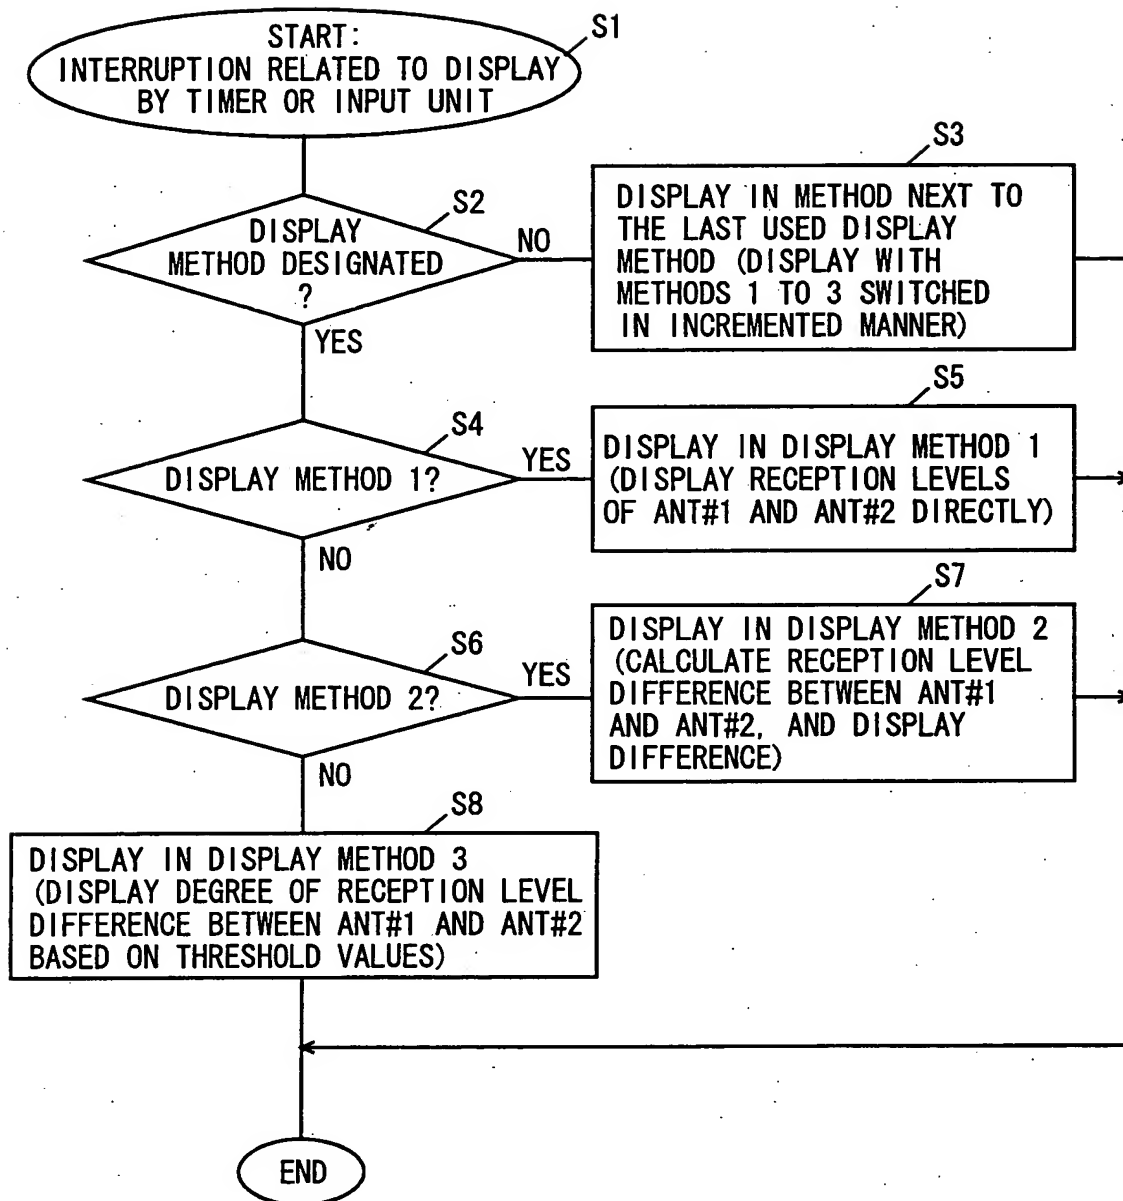 S1
START:
INTERRUPTION RELATED TO DISPLAY
BY TIMER OR INPUT UNIT
S2
DISPLAY
METHOD DESIGNATED
?
NO
YES
S3
DISPLAY IN METHOD NEXT TO
THE LAST USED DISPLAY
METHOD (DISPLAY WITH
METHODS 1 TO 3 SWITCHED
IN INCREMENTED MANNER)
S4
DISPLAY METHOD 1?
YES
NO
S5
DISPLAY IN DISPLAY METHOD 1
(DISPLAY RECEPTION LEVELS
OF ANT#1 AND ANT#2 DIRECTLY)
S6
DISPLAY METHOD 2?
YES
NO
S7
DISPLAY IN DISPLAY METHOD 2
(CALCULATE RECEPTION LEVEL
DIFFERENCE BETWEEN ANT#1
AND ANT#2, AND DISPLAY
DIFFERENCE)
S8
DISPLAY IN DISPLAY METHOD 3
(DISPLAY DEGREE OF RECEPTION LEVEL
DIFFERENCE BETWEEN ANT#1 AND ANT#2
BASED ON THRESHOLD VALUES)
END